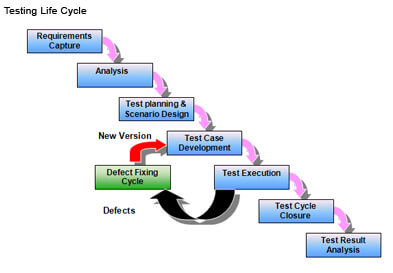 Testing Life Cycle
Requirements
Capture
Analysis
Test planning &
Scenario Design
New Version
Test Case
Development
Defect Fixing
Cycle
Test Execution
Defects
Test Cycle
Closure
Test Result
Analysis